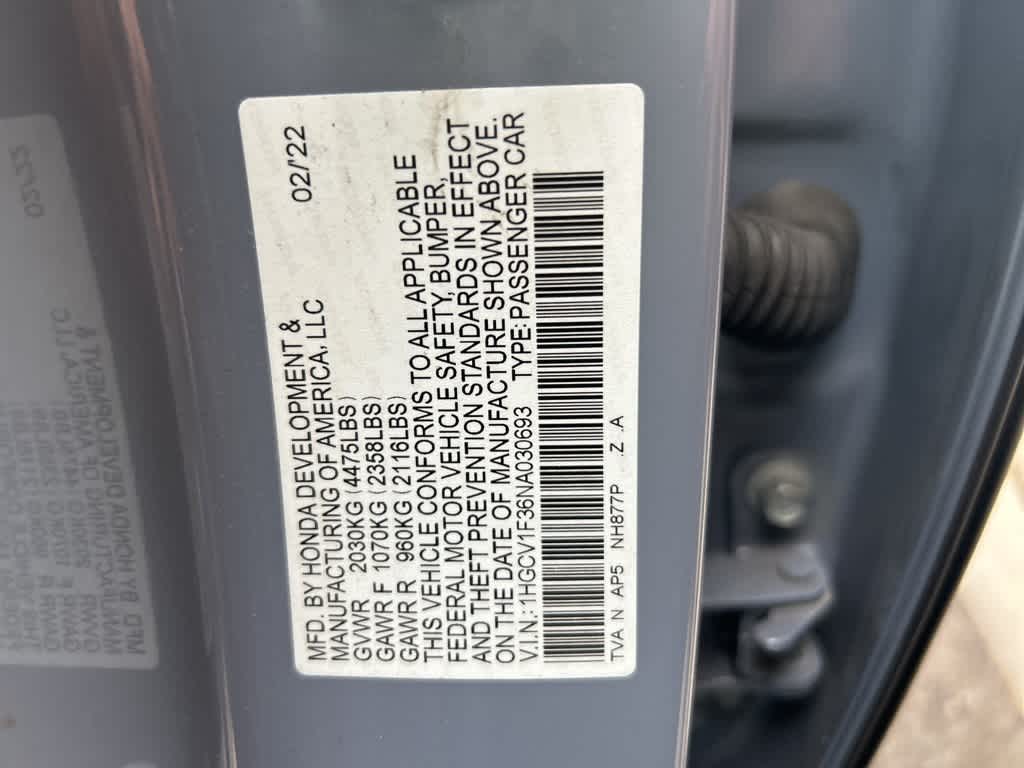 MFD. BY HONDA DEVELOPMENT &
MANUFACTURING OF AMERICA, LLC 02/'22
GVWR 2030KG (4475LBS)
GAWR F 1070KG (2358LBS)
GAWR R 960KG (2116LBS)
THIS VEHICLE CONFORMS TO ALL APPLICABLE
FEDERAL MOTOR VEHICLE SAFETY, BUMPER,
AND THEFT PREVENTION STANDARDS IN EFFECT
ON THE DATE OF MANUFACTURE SHOWN ABOVE.
V.I.N.: 1HGCV1F36NA030693 TYPE: PASSENGER CAR
TVA N AP5 NH877P .Z .A